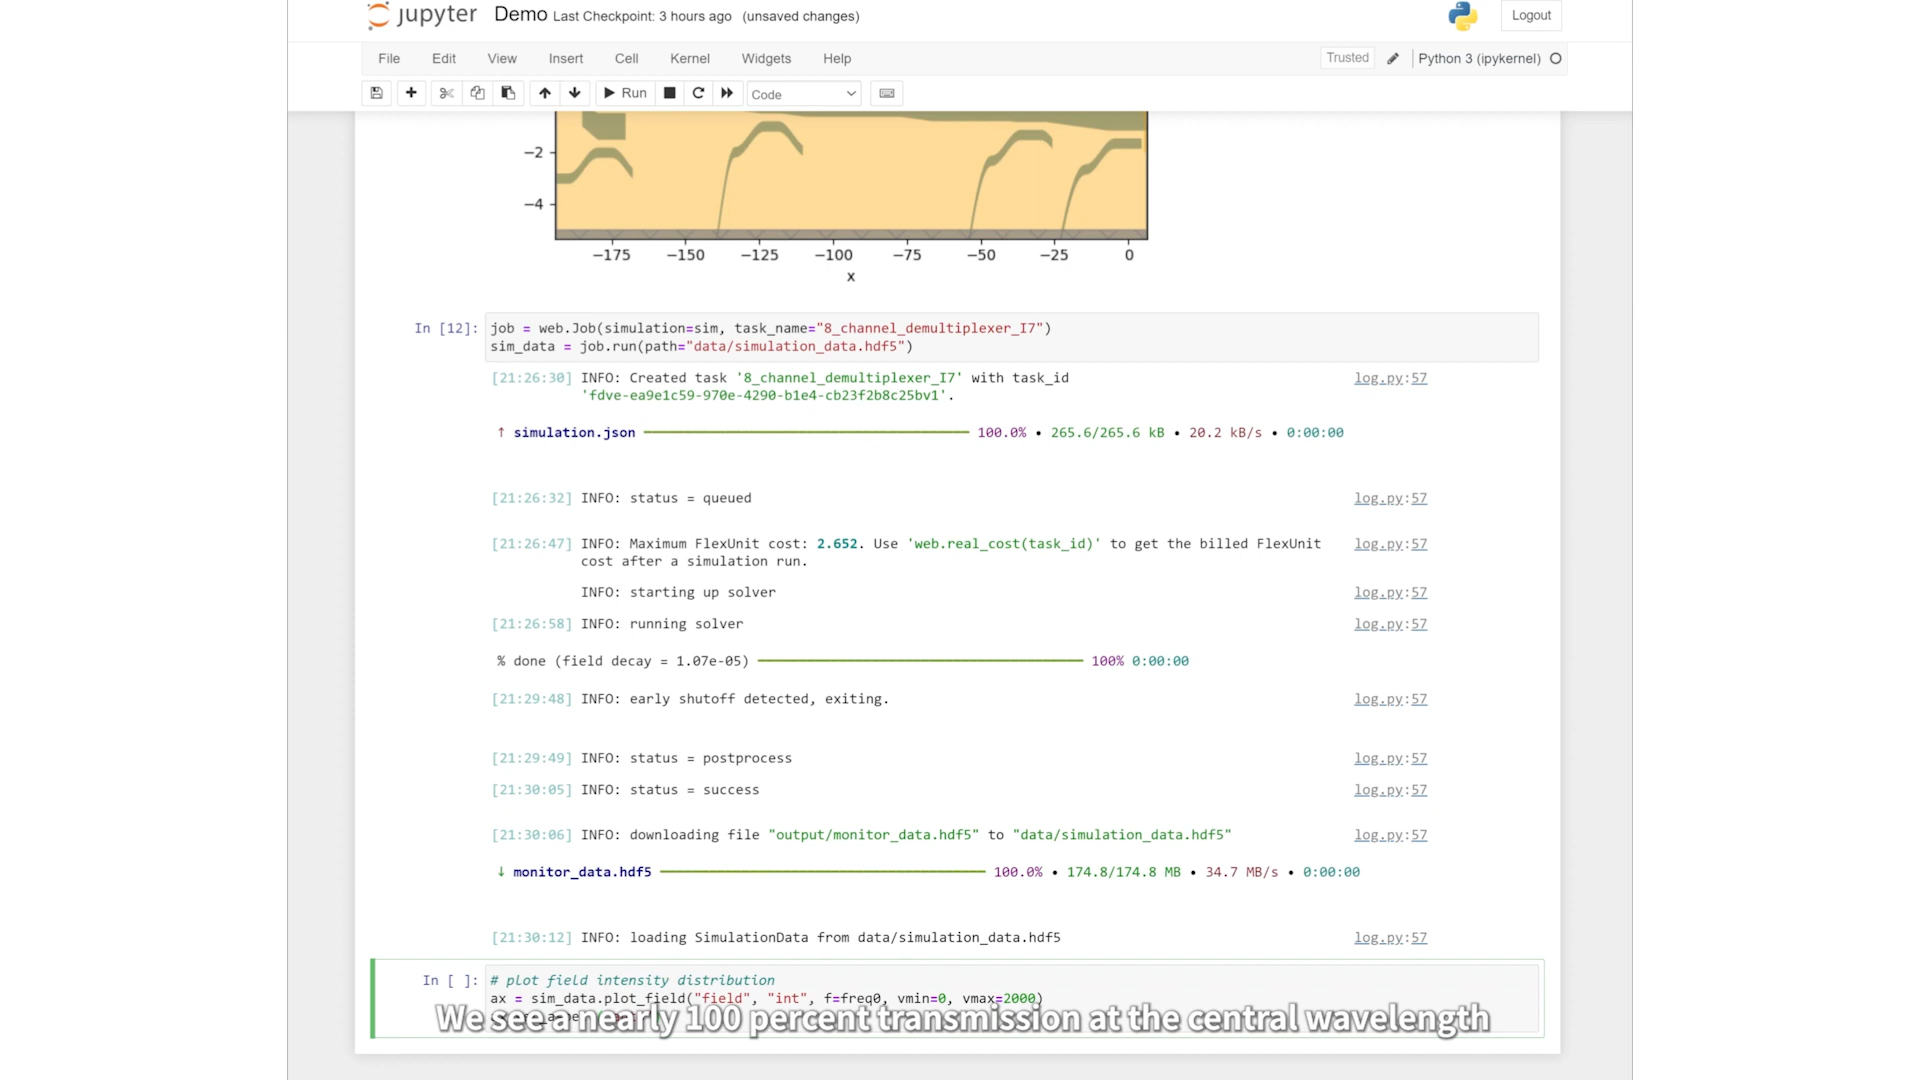 jupyter Demo Last Checkpoint: 3 hours ago (unsaved changes)
Logout
File Edit View Insert Cell Kernel Widgets Help
Trusted Python 3 (ipykernel)
Run Code
−2
−4
−175 −150 −125 −100 −75 −50 −25 0
x
In [12]: job = web.Job(simulation=sim, task_name="8_channel_demultiplexer_I7")
sim_data = job.run(path="data/simulation_data.hdf5")
[21:26:30] INFO: Created task '8_channel_demultiplexer_I7' with task_id log.py:57
'fdve-ea9e1c59-970e-4290-b1e4-cb23f2b8c25bv1'.
↑ simulation.json 100.0% • 265.6/265.6 kB • 20.2 kB/s • 0:00:00
[21:26:32] INFO: status = queued log.py:57
[21:26:47] INFO: Maximum FlexUnit cost: 2.652. Use 'web.real_cost(task_id)' to get the billed FlexUnit log.py:57
cost after a simulation run.
INFO: starting up solver log.py:57
[21:26:58] INFO: running solver log.py:57
% done (field decay = 1.07e-05) 100% 0:00:00
[21:29:48] INFO: early shutoff detected, exiting. log.py:57
[21:29:49] INFO: status = postprocess log.py:57
[21:30:05] INFO: status = success log.py:57
[21:30:06] INFO: downloading file "output/monitor_data.hdf5" to "data/simulation_data.hdf5" log.py:57
↓ monitor_data.hdf5 100.0% • 174.8/174.8 MB • 34.7 MB/s • 0:00:00
[21:30:12] INFO: loading SimulationData from data/simulation_data.hdf5 log.py:57
In [ ]: # plot field intensity distribution
ax = sim_data.plot_field("field", "int", f=freq0, vmin=0, vmax=2000)
We see a nearly 100 percent transmission at the central wavelength